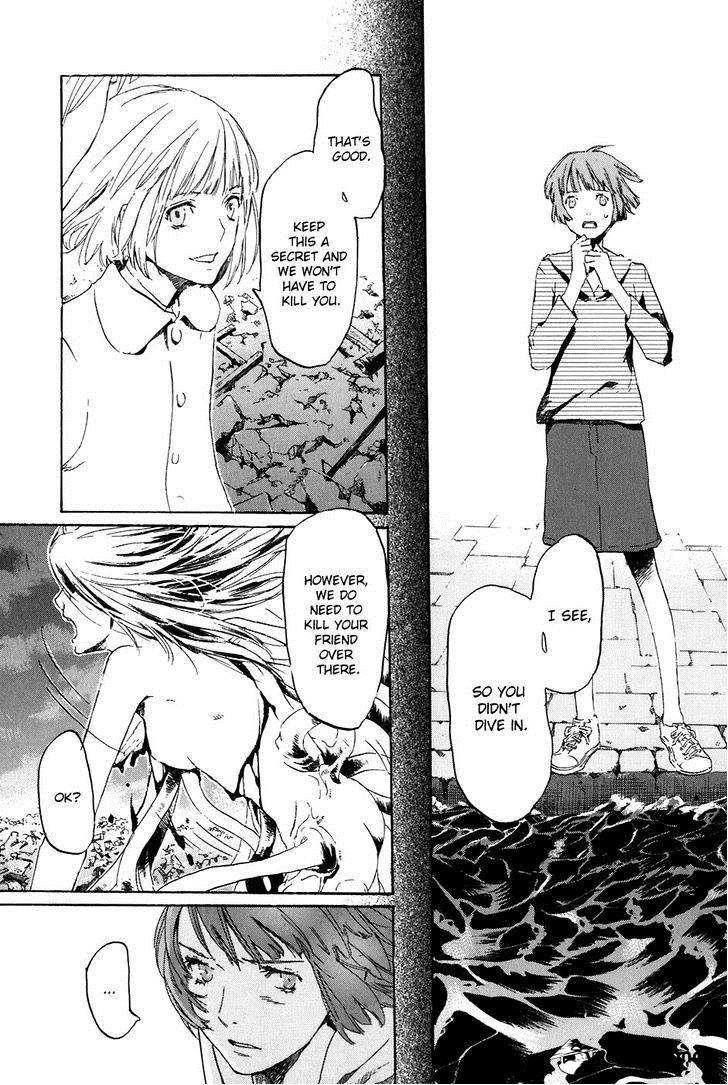 I SEE,
SO YOU
DIDN'T
DIVE IN.
THAT'S
GOOD.
KEEP
THIS A
SECRET AND
WE WON'T
HAVE TO
KILL YOU.
HOWEVER,
WE DO
NEED TO
KILL YOUR
FRIEND
OVER
THERE.
OK?
...